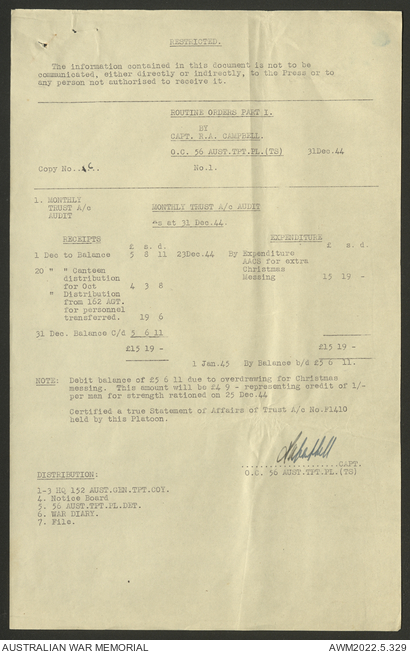 RESTRICTED.
The information contained in this document is not to be
communicated, either directly or indirectly, to the Press or to
any person not authorised to receive it.
ROUTINE ORDERS PART I.
BY
CAPT. R.A. CAMPBELL.
O.C. 56 AUST.TPT.PL.(TS) 31Dec.44
Copy No... 6.. No.1.
1. MONTHLY
TRUST A/c
AUDIT
MONTHLY TRUST A/c AUDIT
as at 31 Dec.44.
RECEIPTS EXPENDITURE
£ s. d. £ s. d.
1 Dec to Balance 5 8 11 23Dec.44 By Expenditure
AACS for extra
Christmas
Messing 15 19 -
20 " " Canteen
distribution
for Oct 4 3 8
" Distribution
from 162 AGT.
for personnel
transferred. 19 6
31 Dec. Balance C/d 5 6 11
£15 19 - £15 19 -
1 Jan.45 By Balance b/d £5 6 11.
NOTE: Debit balance of £5 6 11 due to overdrawing for Christmas
messing. This amount will be £4 9 - representing credit of 1/-
per man for strength rationed on 25 Dec.44
Certified a true Statement of Affairs of Trust A/c No.P1410
held by this Platoon.
CAPT.
O.C. 56 AUST.TPT.PL.(TS)
DISTRIBUTION:
1-3 HQ 152 AUST.GEN.TPT.COY.
4. Notice Board
5. 56 AUST.TPT.PL.DET.
6. WAR DIARY.
7. File.
AUSTRALIAN WAR MEMORIAL AWM2022.5.329